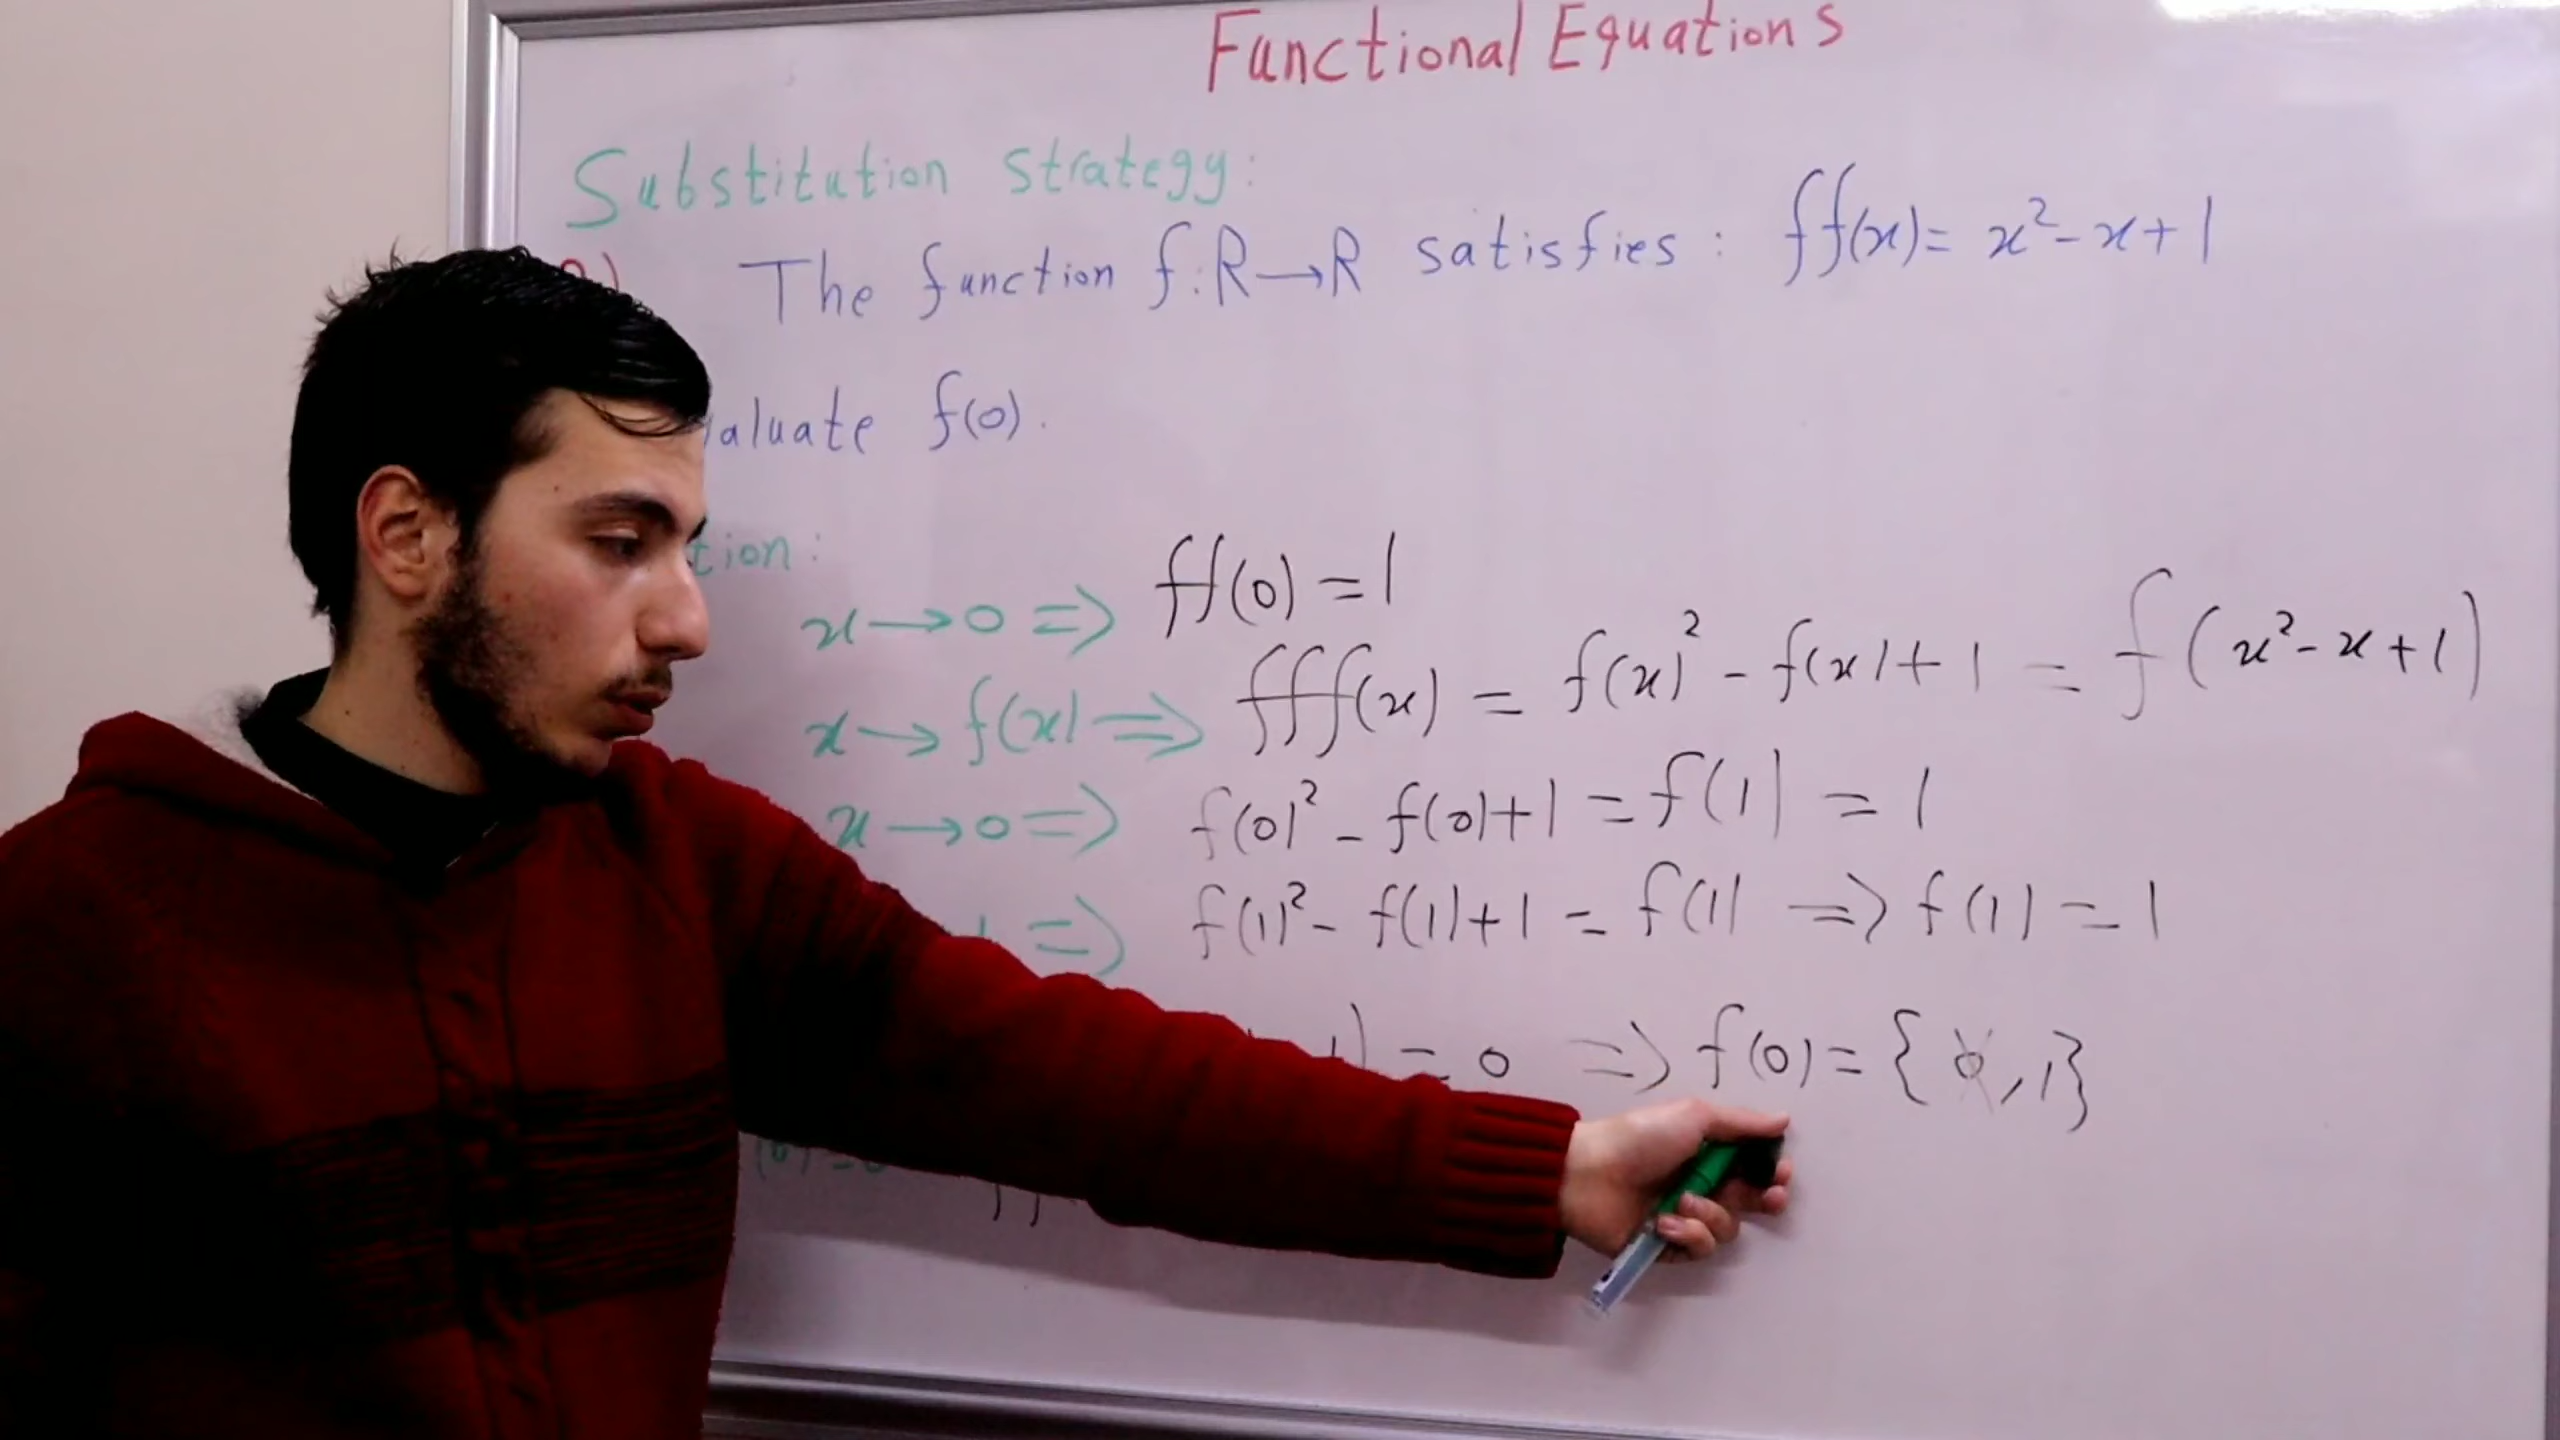 Functional Equations
Substitution strategy:
The function f:R→R satisfies: ff(x)= x²-x+1
aluate f(0).
tion:
x→0 ⇒ ff(0)=1
x→f(x) ⇒ fff(x) = f(x)² - f(x)+1 = f(x²-x+1)
x→0 ⇒ f(0)² - f(0)+1 = f(1) = 1
⇒ f(1)² - f(1)+1 = f(1) ⇒ f(1) = 1
) = 0 ⇒ f(0)= {0,1}